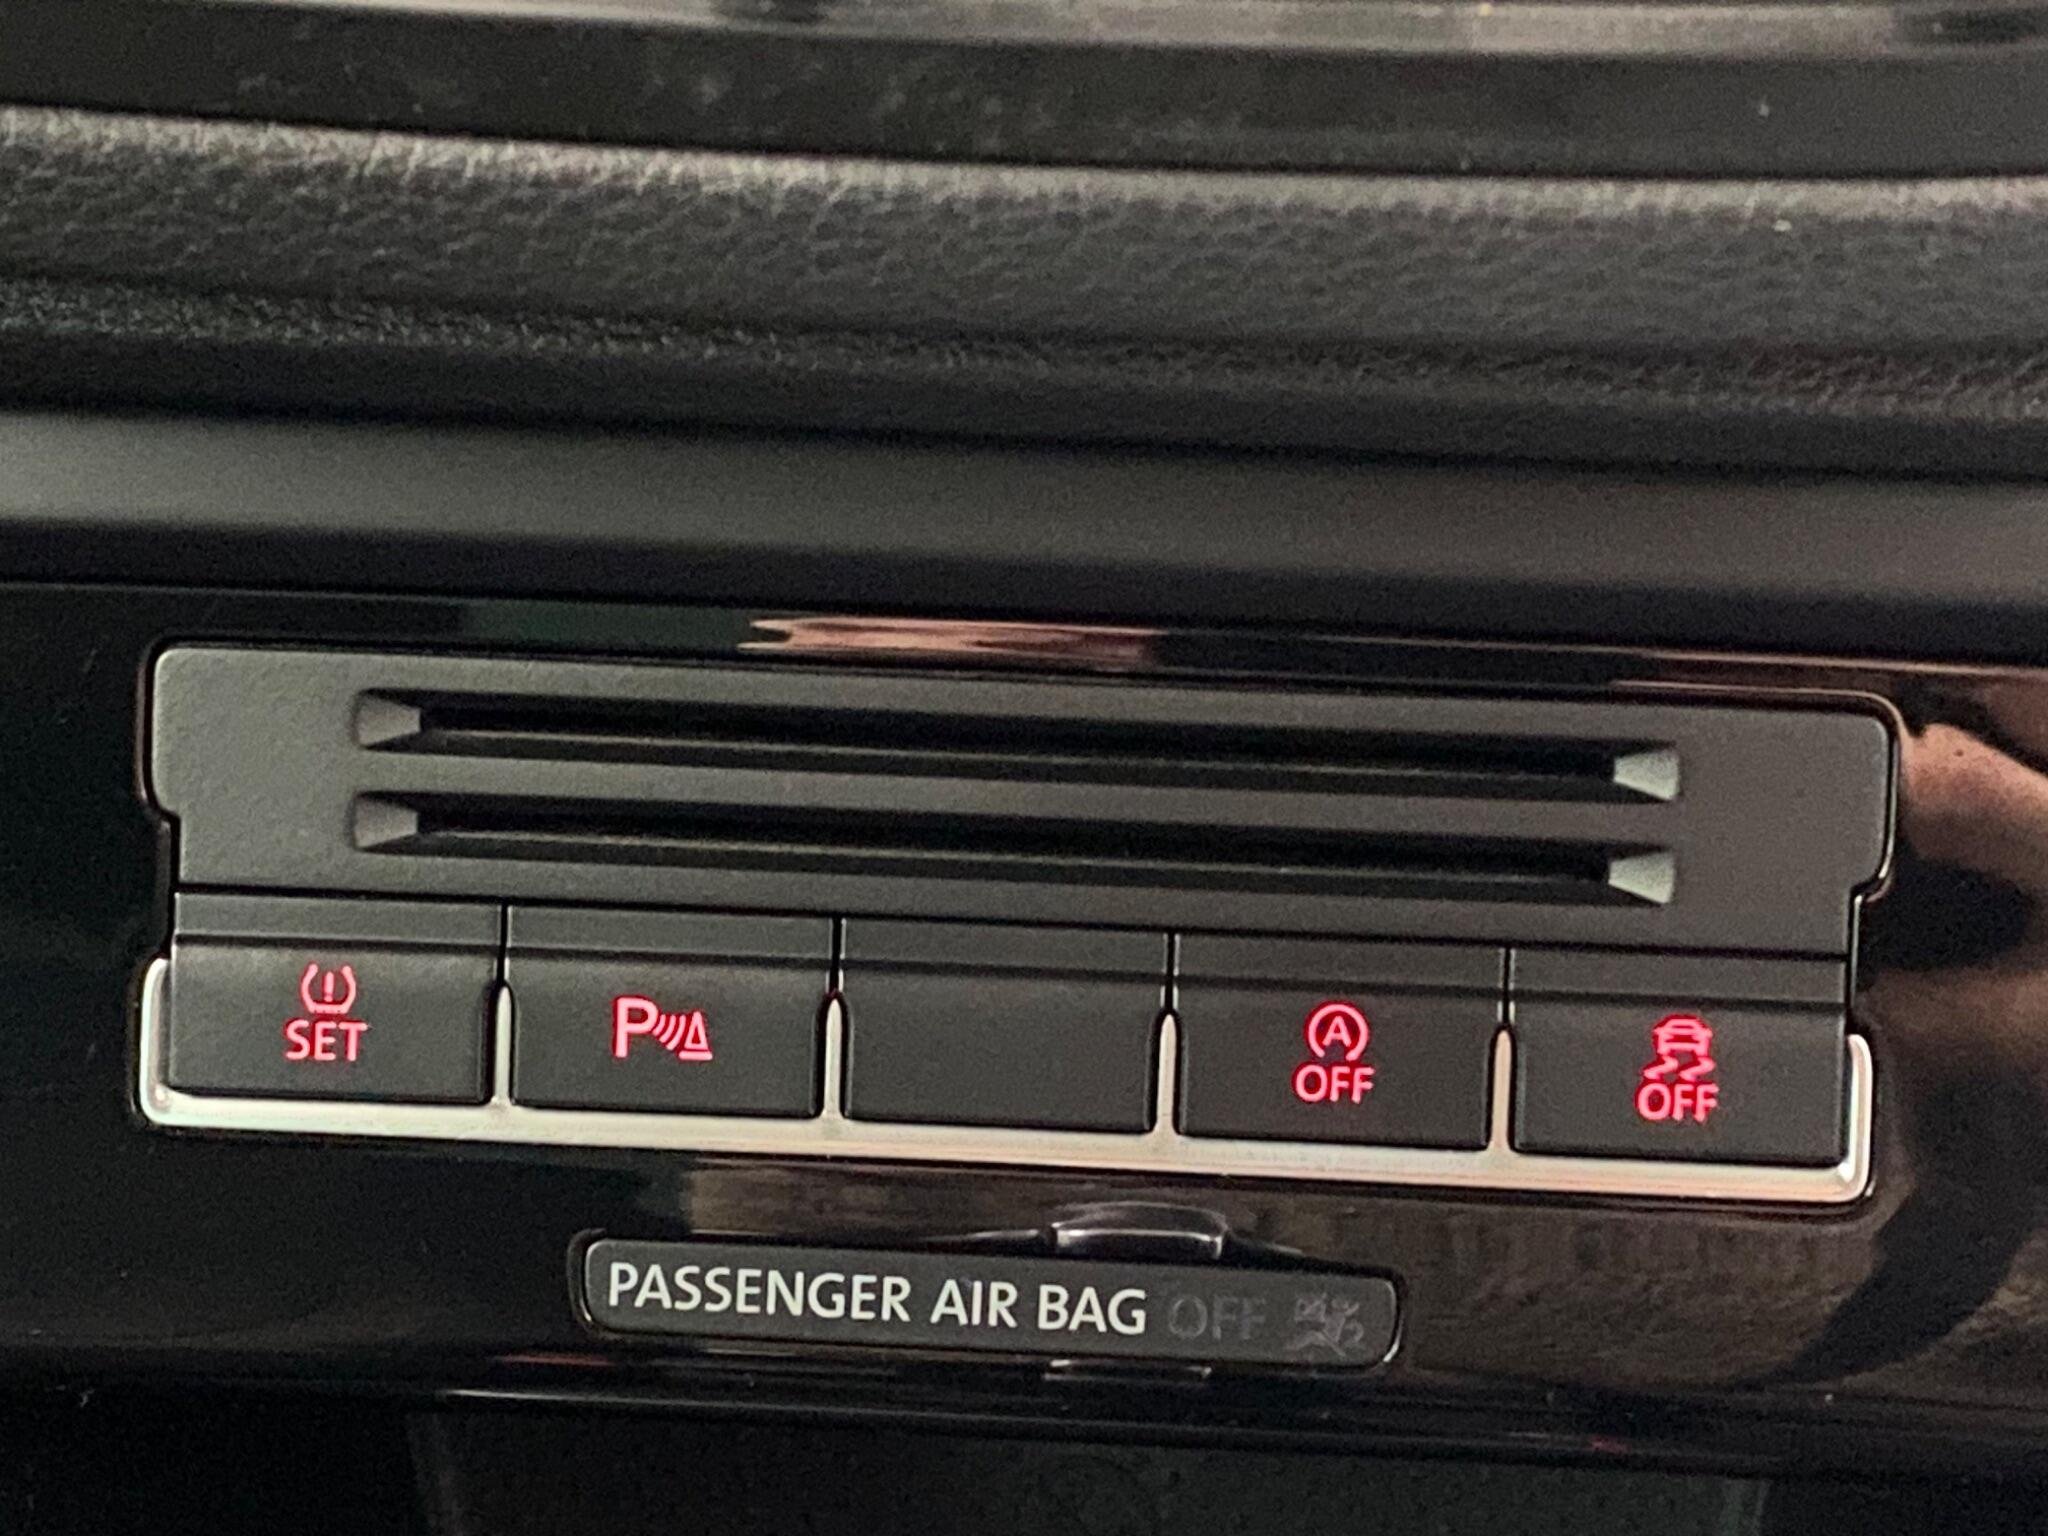 SET
P
A
OFF
OFF
PASSENGER AIR BAG OFF